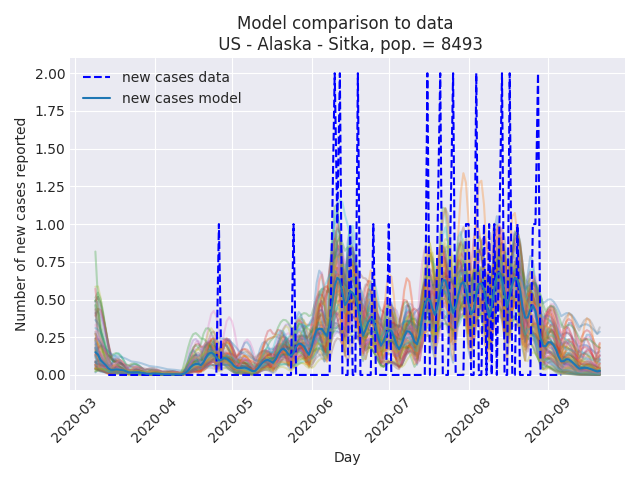 Model comparison to data
US - Alaska - Sitka, pop. = 8493
new cases data
new cases model
Number of new cases reported
2.00
1.75
1.50
1.25
1.00
0.75
0.50
0.25
0.00
2020-03
2020-04
2020-05
2020-06
2020-07
2020-08
2020-09
Day